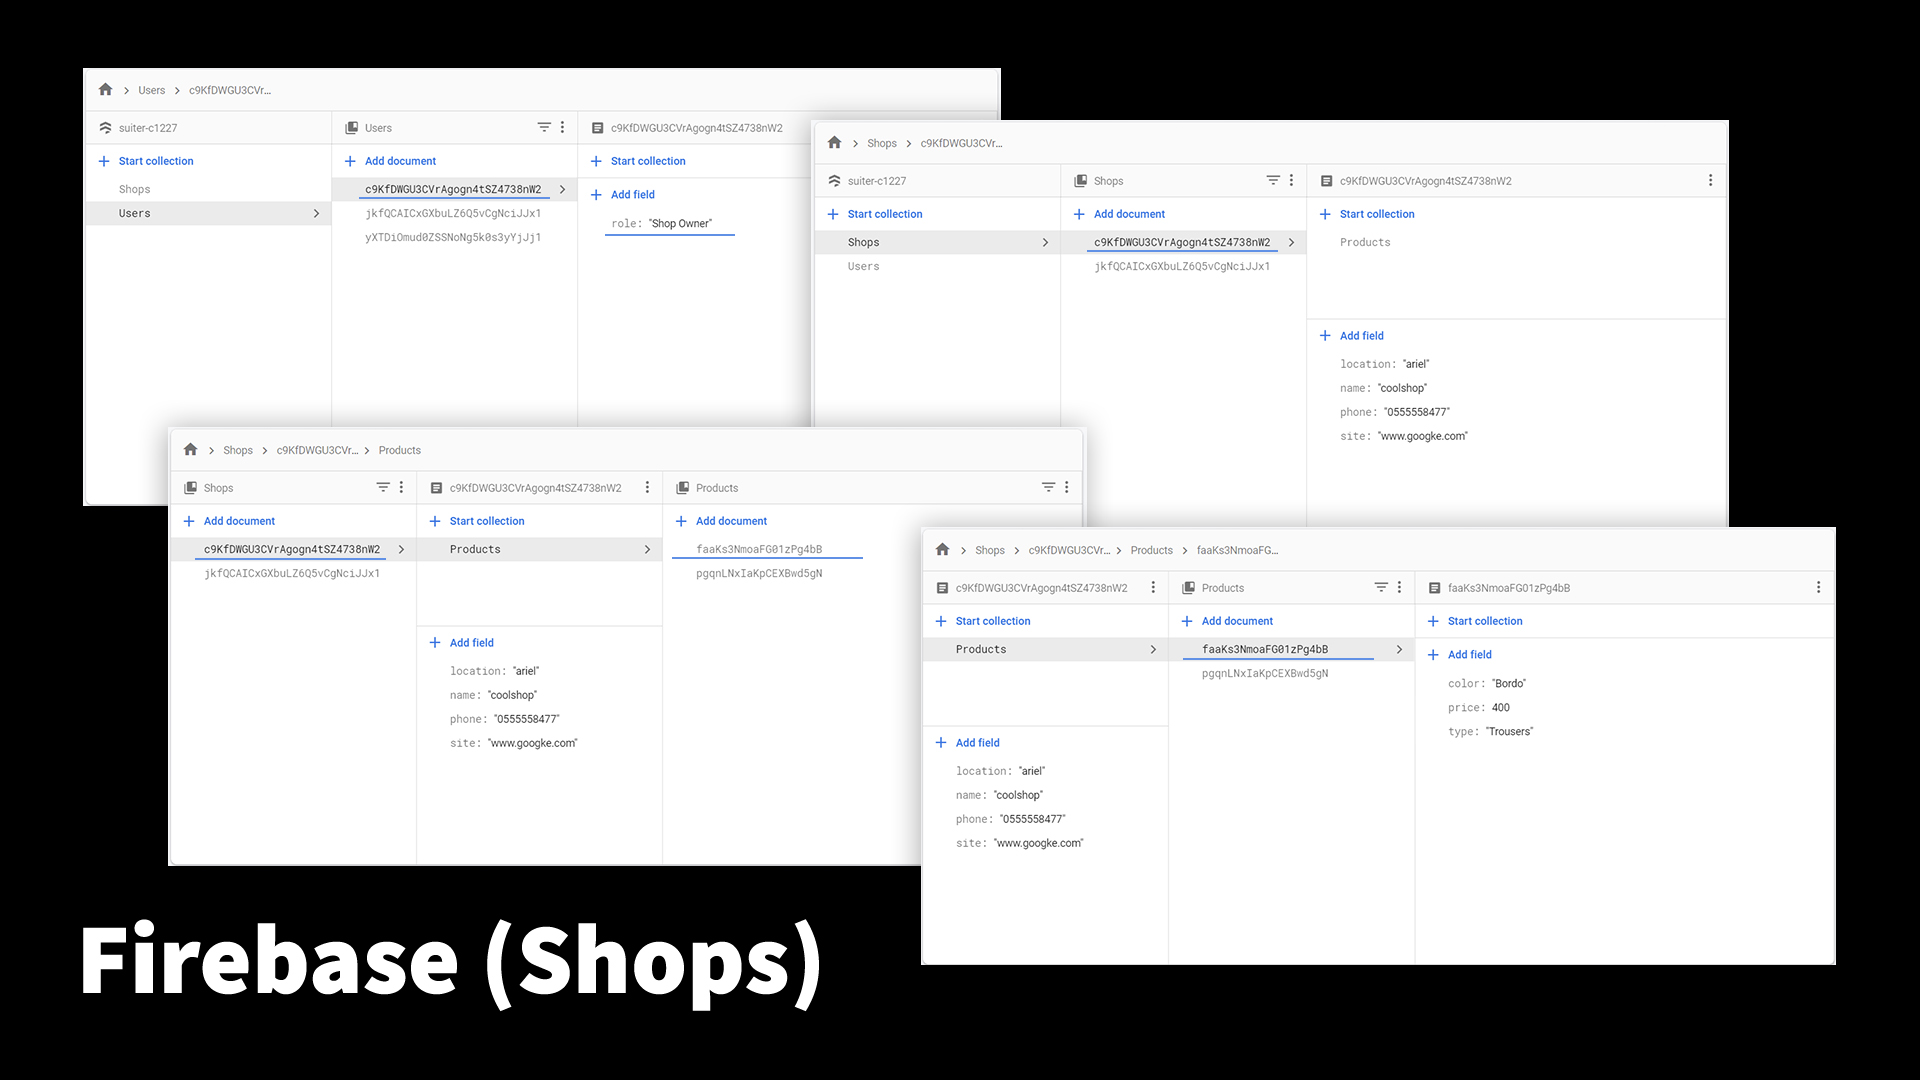 Users c9KfDWGU3CVr...
suiter-c1227
Users
c9KfDWGU3CVrAgogn4tSZ4738nW2
Start collection
Add document
Start collection
Shops
Users
c9KfDWGU3CVrAgogn4tSZ4738nW2
jkfQCAICxGXbuLZ6Q5vCgNciJJx1
yXTDiOmud0ZSSNoNg5k0s3yYjJj1
Add field
role: "Shop Owner"
Shops c9KfDWGU3CVr...
suiter-c1227
Shops
c9KfDWGU3CVrAgogn4tSZ4738nW2
Start collection
Add document
Start collection
Shops
Users
c9KfDWGU3CVrAgogn4tSZ4738nW2
jkfQCAICxGXbuLZ6Q5vCgNciJJx1
Products
Add field
location: "ariel"
name: "coolshop"
phone: "0555558477"
site: "www.googke.com"
Shops c9KfDWGU3CVr... Products
Shops
c9KfDWGU3CVrAgogn4tSZ4738nW2
Products
Add document
Start collection
Add document
c9KfDWGU3CVrAgogn4tSZ4738nW2
jkfQCAICxGXbuLZ6Q5vCgNciJJx1
Products
Add field
location: "ariel"
name: "coolshop"
phone: "0555558477"
site: "www.googke.com"
faaKs3NmoaFG01zPg4bB
pgqnLNxIaKpCEXBwd5gN
Shops c9KfDWGU3CVr... Products faaKs3NmoaFG...
c9KfDWGU3CVrAgogn4tSZ4738nW2
Products
faaKs3NmoaFG01zPg4bB
Start collection
Add document
Start collection
Products
Add field
location: "ariel"
name: "coolshop"
phone: "0555558477"
site: "www.googke.com"
faaKs3NmoaFG01zPg4bB
pgqnLNxIaKpCEXBwd5gN
Add field
color: "Bordo"
price: 400
type: "Trousers"
Firebase (Shops)